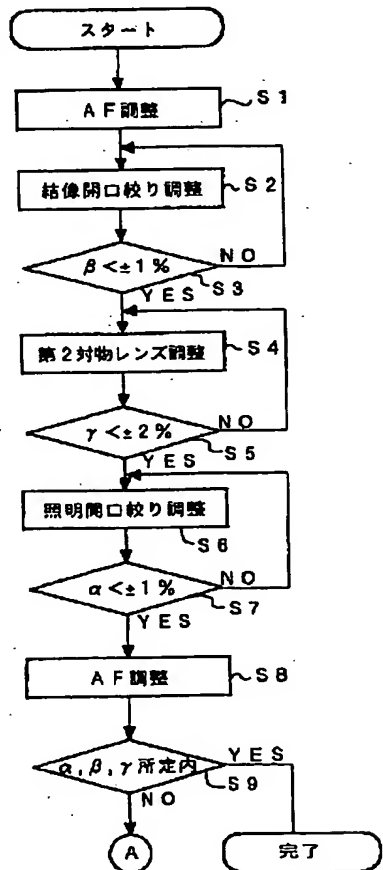 スタート
AF調整
S1
結像開口絞り調整
S2
β<±1%
NO
S3
YES
第2対物レンズ調整
S4
γ<±2%
NO
S5
YES
照明開口絞り調整
S6
α<±1%
NO
S7
YES
AF調整
S8
α,β,γ所定内
YES
S9
NO
A
完了